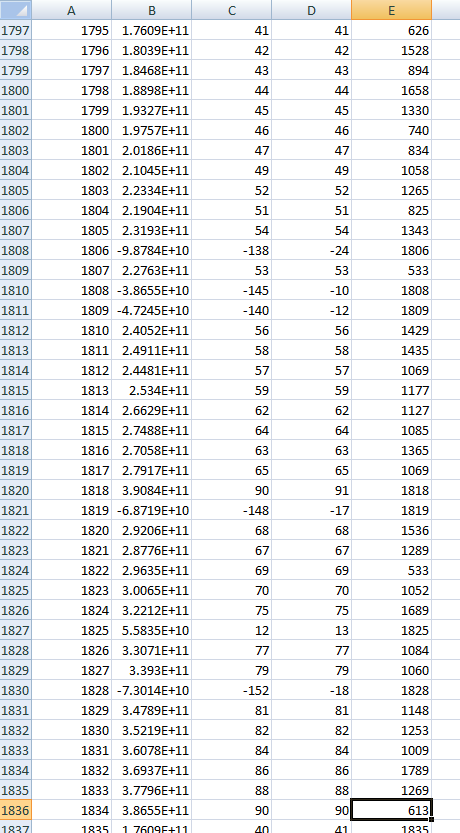 A B C D E
1797 1795 1.7609E+11 41 41 626
1798 1796 1.8039E+11 42 42 1528
1799 1797 1.8468E+11 43 43 894
1800 1798 1.8898E+11 44 44 1658
1801 1799 1.9327E+11 45 45 1330
1802 1800 1.9757E+11 46 46 740
1803 1801 2.0186E+11 47 47 834
1804 1802 2.1045E+11 49 49 1058
1805 1803 2.2334E+11 52 52 1265
1806 1804 2.1904E+11 51 51 825
1807 1805 2.3193E+11 54 54 1343
1808 1806 -9.8784E+10 -138 -24 1806
1809 1807 2.2763E+11 53 53 533
1810 1808 -3.8655E+10 -145 -10 1808
1811 1809 -4.7245E+10 -140 -12 1809
1812 1810 2.4052E+11 56 56 1429
1813 1811 2.4911E+11 58 58 1435
1814 1812 2.4481E+11 57 57 1069
1815 1813 2.534E+11 59 59 1177
1816 1814 2.6629E+11 62 62 1127
1817 1815 2.7488E+11 64 64 1085
1818 1816 2.7058E+11 63 63 1365
1819 1817 2.7917E+11 65 65 1069
1820 1818 3.9084E+11 90 91 1818
1821 1819 -6.8719E+10 -148 -17 1819
1822 1820 2.9206E+11 68 68 1536
1823 1821 2.8776E+11 67 67 1289
1824 1822 2.9635E+11 69 69 533
1825 1823 3.0065E+11 70 70 1052
1826 1824 3.2212E+11 75 75 1689
1827 1825 5.5835E+10 12 13 1825
1828 1826 3.3071E+11 77 77 1084
1829 1827 3.393E+11 79 79 1060
1830 1828 -7.3014E+10 -152 -18 1828
1831 1829 3.4789E+11 81 81 1148
1832 1830 3.5219E+11 82 82 1253
1833 1831 3.6078E+11 84 84 1009
1834 1832 3.6937E+11 86 86 1789
1835 1833 3.7796E+11 88 88 1269
1836 1834 3.8655E+11 90 90 613
1837 1835 1.7609E+11 40 41 1835